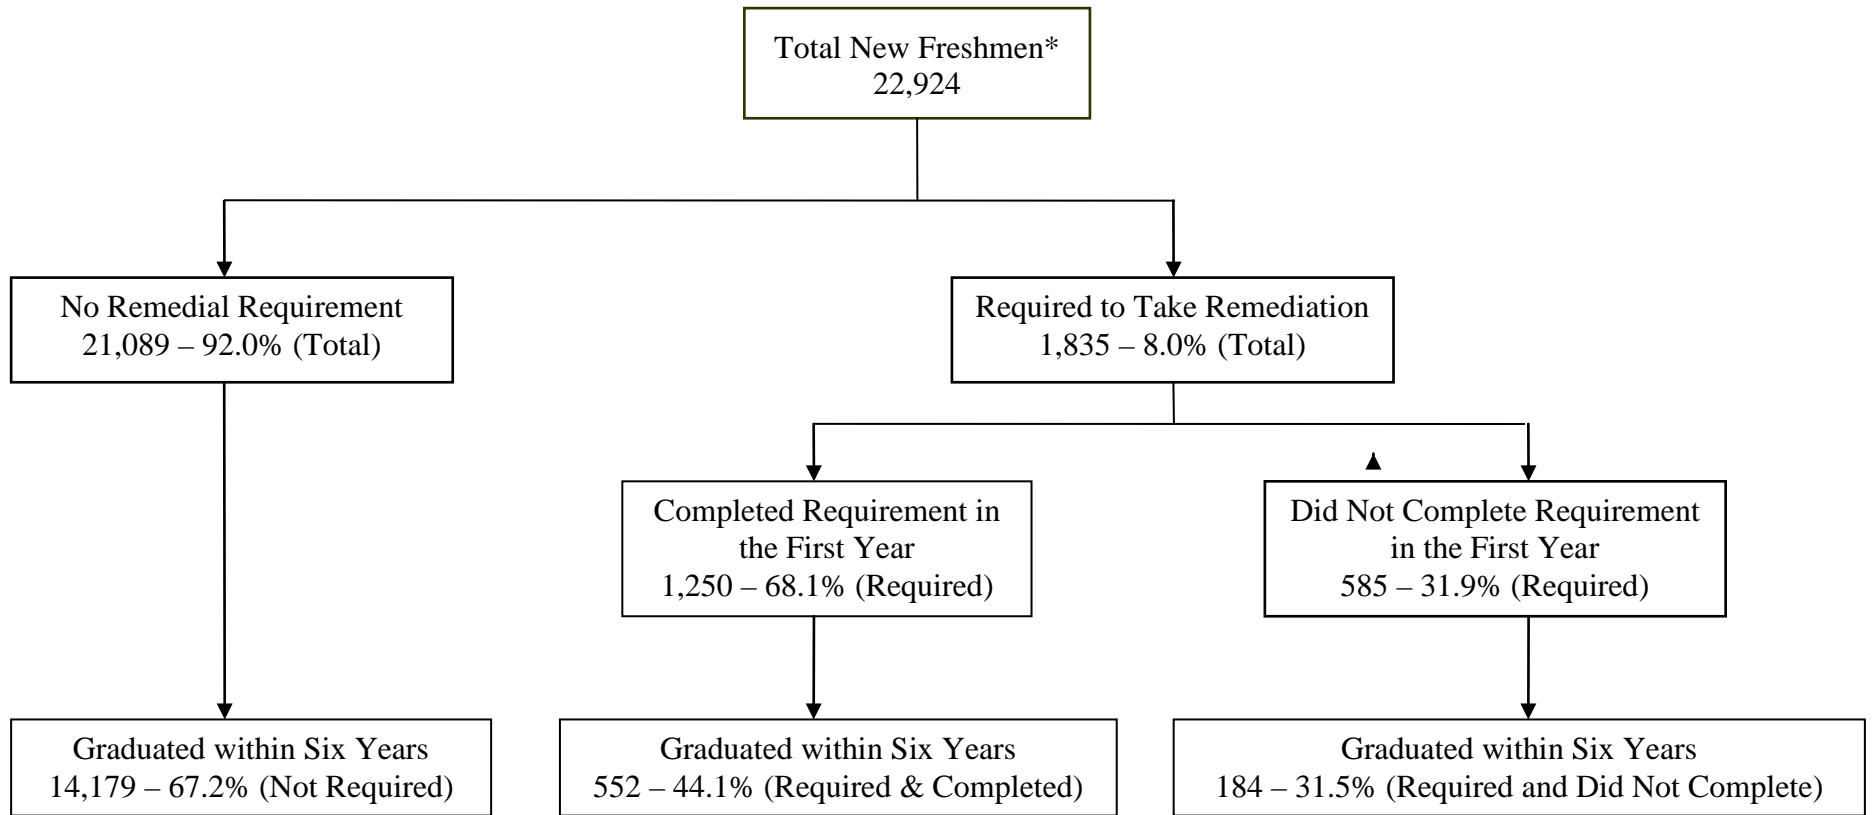 Total New Freshmen*
22,924
No Remedial Requirement
21,089 – 92.0% (Total)
Required to Take Remediation
1,835 – 8.0% (Total)
Completed Requirement in
the First Year
1,250 – 68.1% (Required)
Did Not Complete Requirement
in the First Year
585 – 31.9% (Required)
Graduated within Six Years
14,179 – 67.2% (Not Required)
Graduated within Six Years
552 – 44.1% (Required & Completed)
Graduated within Six Years
184 – 31.5% (Required and Did Not Complete)